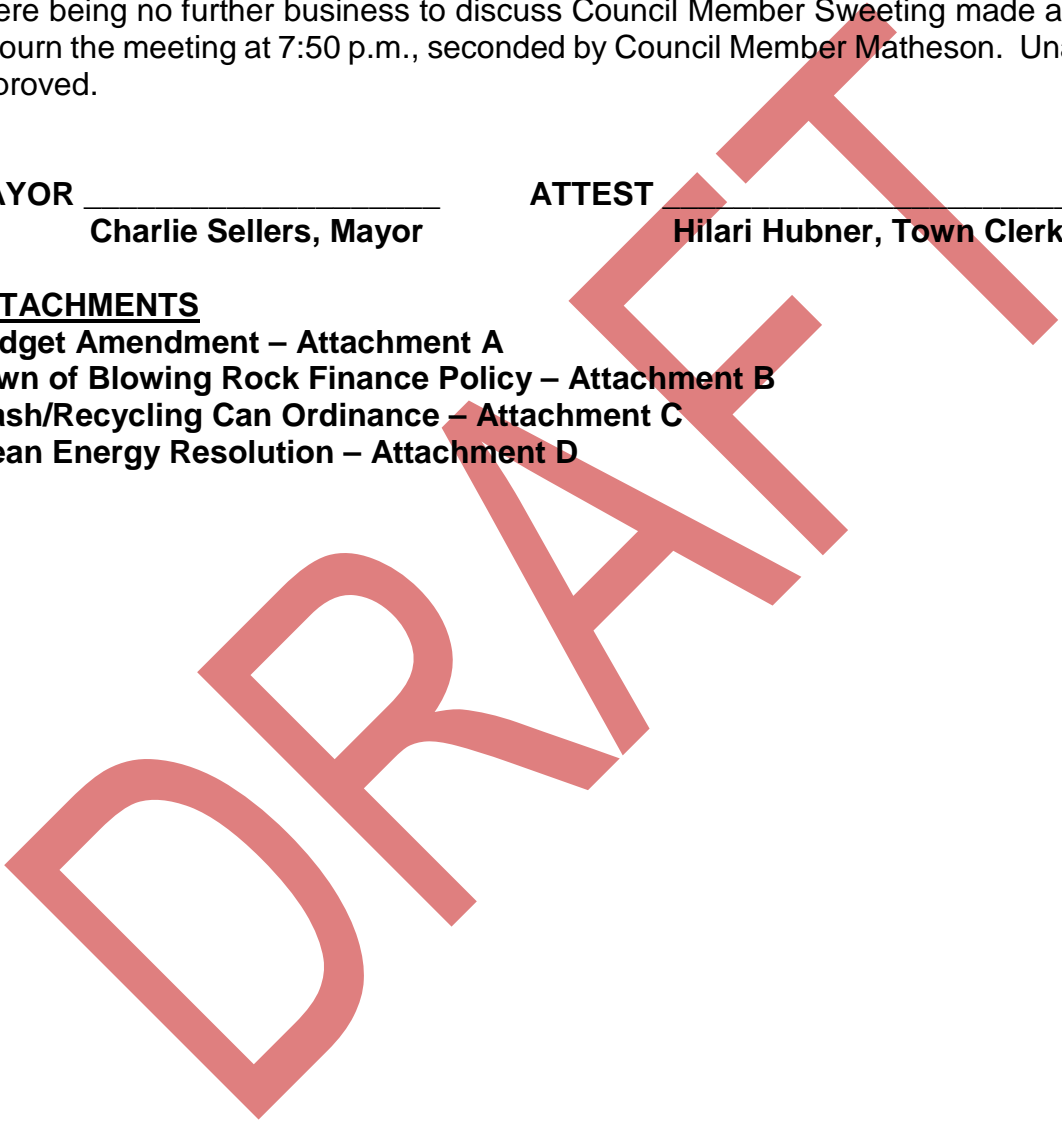 ere being no further business to discuss Council Member Sweeting made a
ourn the meeting at 7:50 p.m., seconded by Council Member Matheson.  Una
proved.
AYOR ____________________ ATTEST _______________________
Charlie Sellers, Mayor Hilari Hubner, Town Clerk
TACHMENTS
dget Amendment – Attachment A
wn of Blowing Rock Finance Policy – Attachment B
ash/Recycling Can Ordinance – Attachment C
ean Energy Resolution – Attachment D
DRAFT